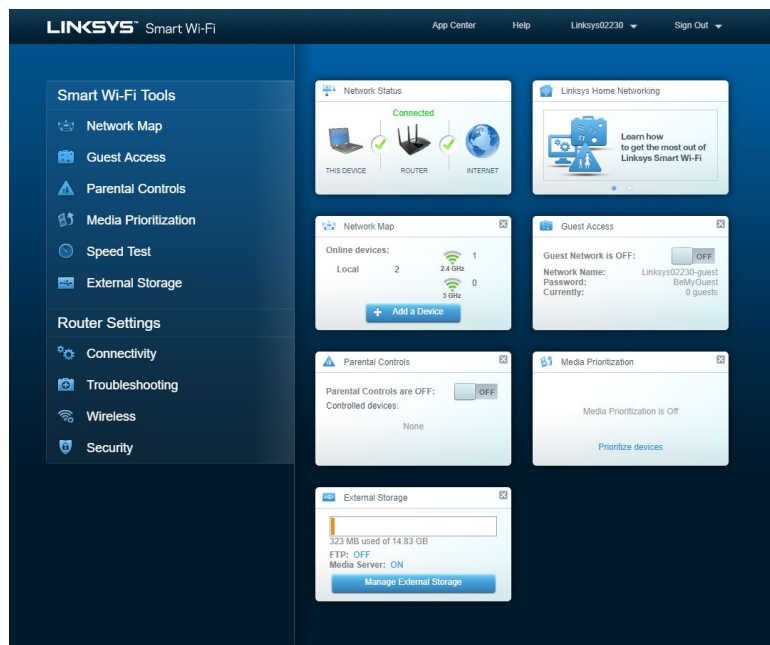 LINKSYS™ Smart Wi-Fi
App Center
Help
Linksys02230
Sign Out
Smart Wi-Fi Tools
Network Map
Guest Access
Parental Controls
Media Prioritization
Speed Test
External Storage
Router Settings
Connectivity
Troubleshooting
Wireless
Security
Network Status
Connected
THIS DEVICE
ROUTER
INTERNET
Linksys Home Networking
Learn how
to get the most out of
Linksys Smart Wi-Fi
Network Map
Online devices:
Local 2
1
2.4 GHz
0
5 GHz
+ Add a Device
Guest Access
Guest Network is OFF: OFF
Network Name: Linksys02230-guest
Password: BeMyGuest
Currently: 0 guests
Parental Controls
Parental Controls are OFF: OFF
Controlled devices:
None
Media Prioritization
Media Prioritization is Off
Prioritize devices
External Storage
323 MB used of 14.83 GB
FTP: OFF
Media Server: ON
Manage External Storage